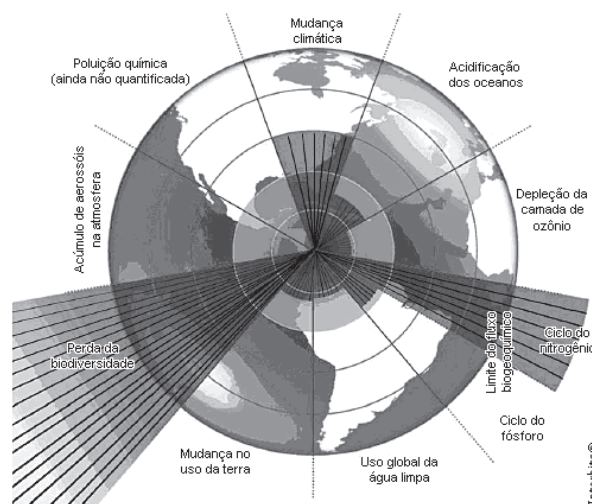 Mudança
climática
Poluição química
(ainda não quantificada)
Acidificação
dos oceanos
Acúmulo de aerossóis
na atmosfera
Depleção da
camada de
ozônio
Perda da
biodiversidade
Limite do fluxo
biogeoquímico
Ciclo do
nitrogênio
Ciclo do
fósforo
Mudança no
uso da terra
Uso global da
água limpa